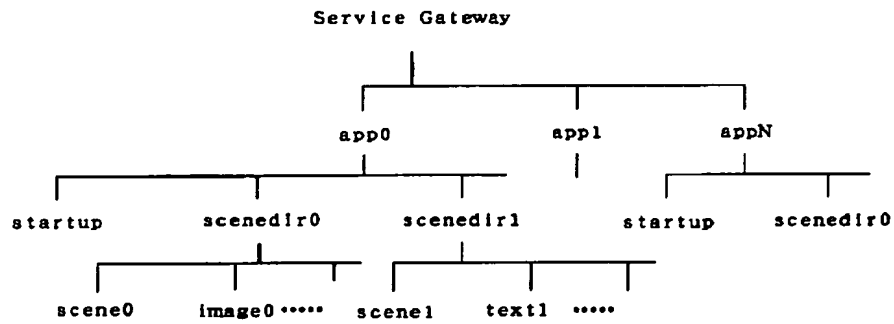 Service Gateway
app0 app1 appN
startup scenedir0 scenedir1 startup scenedir0
scene0 image0 ····· scene1 text1 ·····